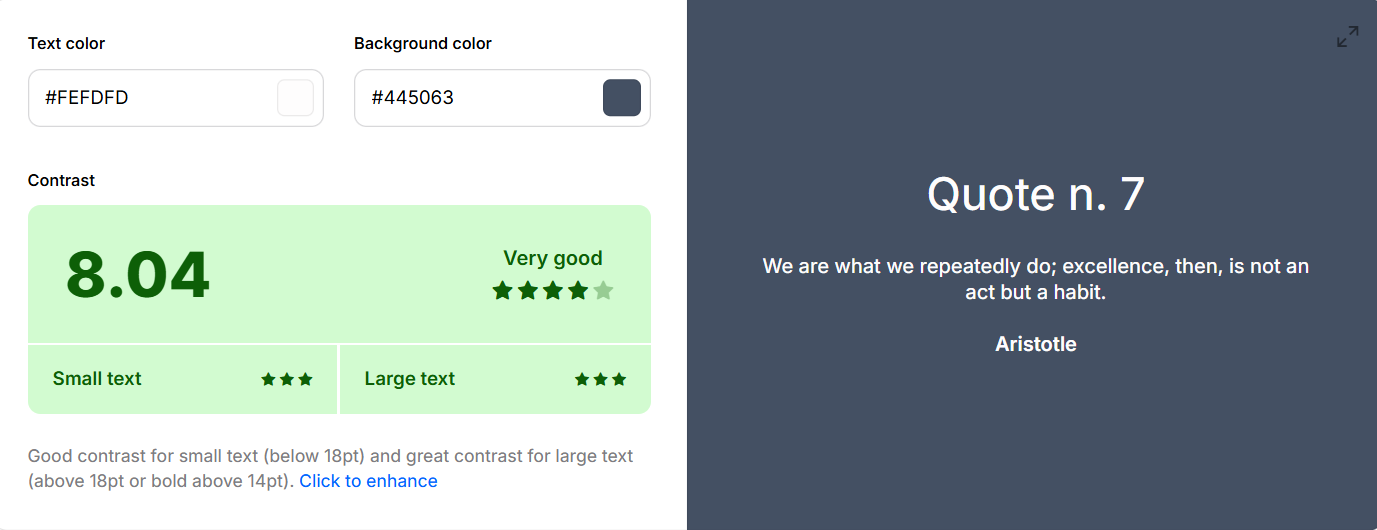 Text color
Background color
#FEFDFD
#445063
Contrast
8.04
Very good
Small text
Large text
Good contrast for small text (below 18pt) and great contrast for large text
(above 18pt or bold above 14pt). Click to enhance
Quote n. 7
We are what we repeatedly do; excellence, then, is not an
act but a habit.
Aristotle